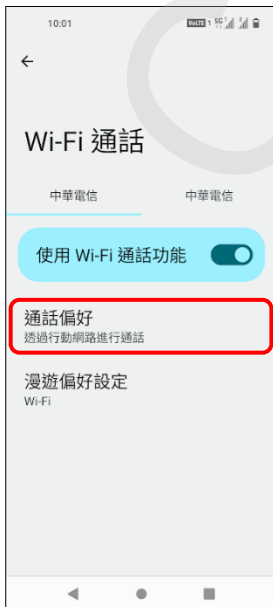 10:01 VoLTE 1 5G
Wi-Fi 通話
中華電信 中華電信
使用 Wi-Fi 通話功能
通話偏好
透過行動網路進行通話
漫遊偏好設定
Wi-Fi